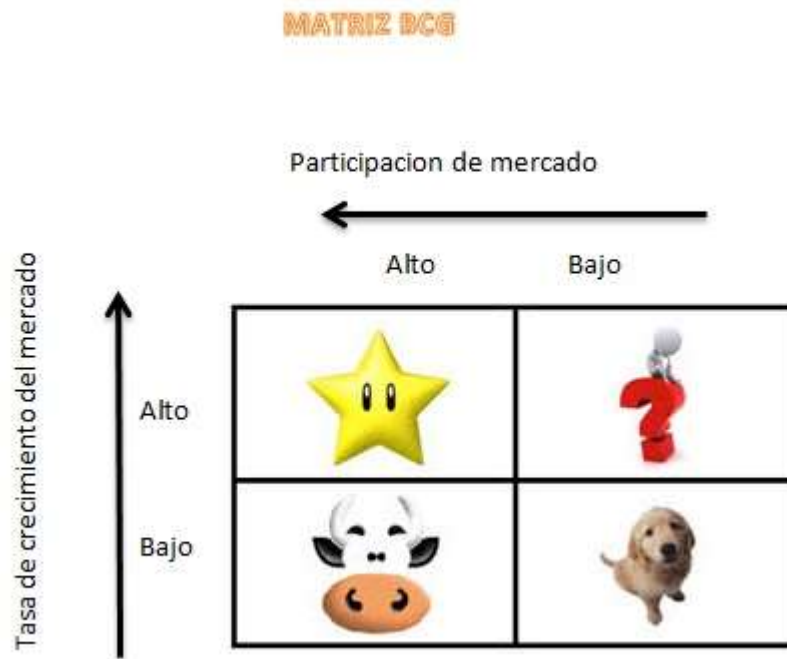 MATRIZ BCG
Participacion de mercado
Alto Bajo
Tasa de crecimiento del mercado
Alto
?
Bajo